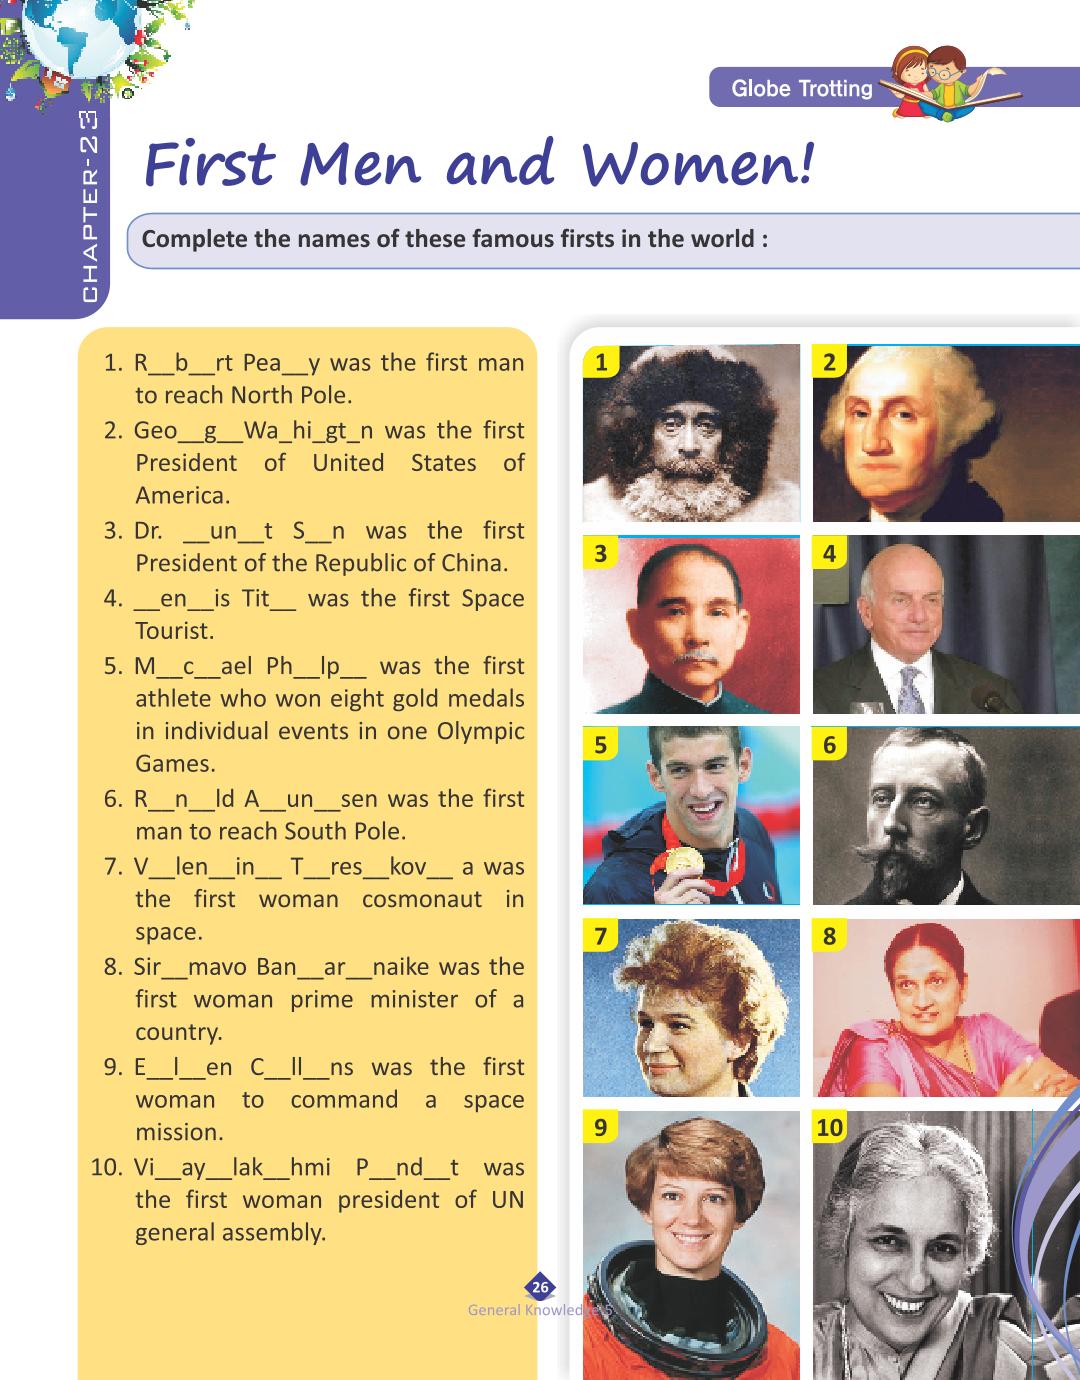 Globe Trotting
CHAPTER-23
First Men and Women!
Complete the names of these famous firsts in the world :
1. R__b__rt Pea__y was the first man
to reach North Pole.
2. Geo__g__Wa_hi_gt_n was the first
President of United States of
America.
3. Dr. __un__t S__n was the first
President of the Republic of China.
4. __en__is Tit__ was the first Space
Tourist.
5. M__c__ael Ph__lp__ was the first
athlete who won eight gold medals
in individual events in one Olympic
Games.
6. R__n__ld A__un__sen was the first
man to reach South Pole.
7. V__len__in__ T__res__kov__ a was
the first woman cosmonaut in
space.
8. Sir__mavo Ban__ar__naike was the
first woman prime minister of a
country.
9. E__l__en C__ll__ns was the first
woman to command a space
mission.
10. Vi__ay__lak__hmi P__nd__t was
the first woman president of UN
general assembly.
1
2
3
4
5
6
7
8
9
10
26
General Knowledge-5